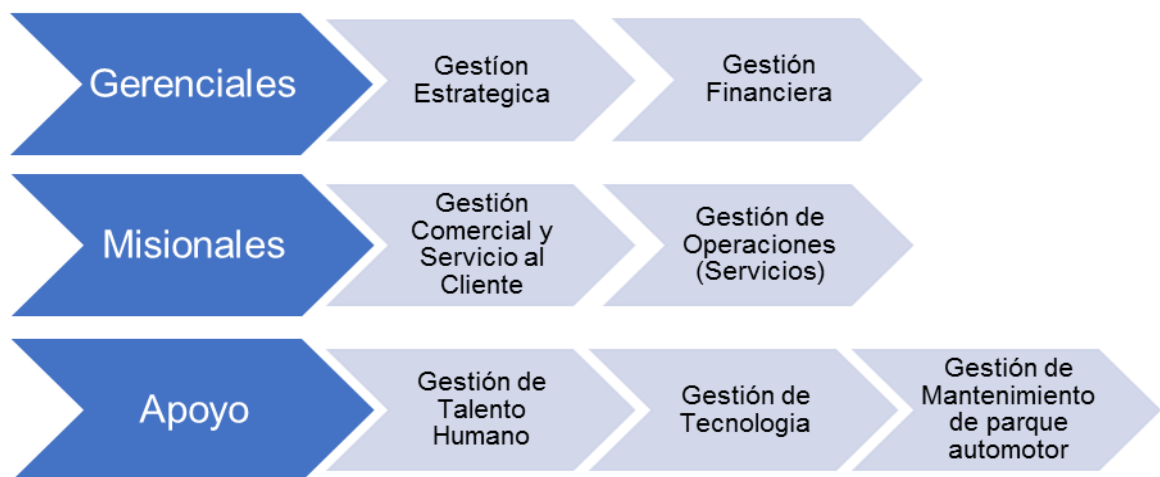 Gerenciales
Gestíon
Estrategica
Gestión
Financiera
Misionales
Gestión
Comercial y
Servicio al
Cliente
Gestión de
Operaciones
(Servicios)
Apoyo
Gestión de
Talento
Humano
Gestión de
Tecnologia
Gestión de
Mantenimiento
de parque
automotor